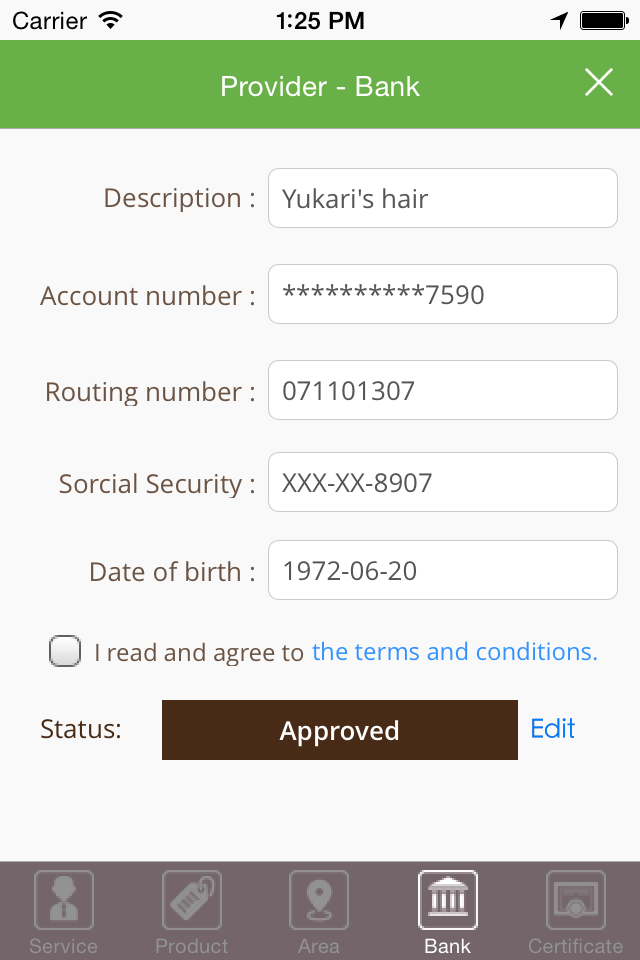 Carrier 1:25 PM
Provider - Bank
Description : Yukari's hair
Account number : **********7590
Routing number : 071101307
Sorcial Security : XXX-XX-8907
Date of birth : 1972-06-20
I read and agree to the terms and conditions.
Status: Approved Edit
Service Product Area Bank Certificate